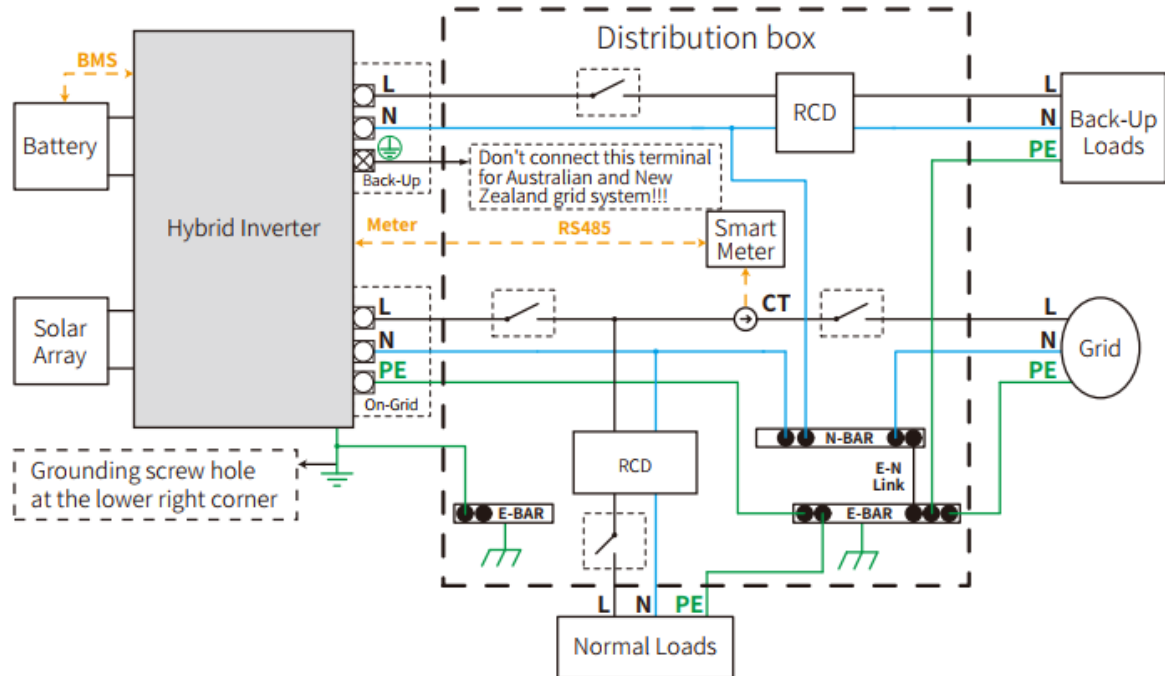 Distribution box
BMS
Battery
Hybrid Inverter
L
N
Back-Up
Don't connect this terminal
for Australian and New
Zealand grid system!!!
RCD
L
N
PE
Back-Up
Loads
Meter
RS485
Smart
Meter
CT
Solar
Array
L
N
PE
On-Grid
L
N
PE
Grid
N-BAR
E-N
Link
RCD
Grounding screw hole
at the lower right corner
E-BAR
E-BAR
L N PE
Normal Loads